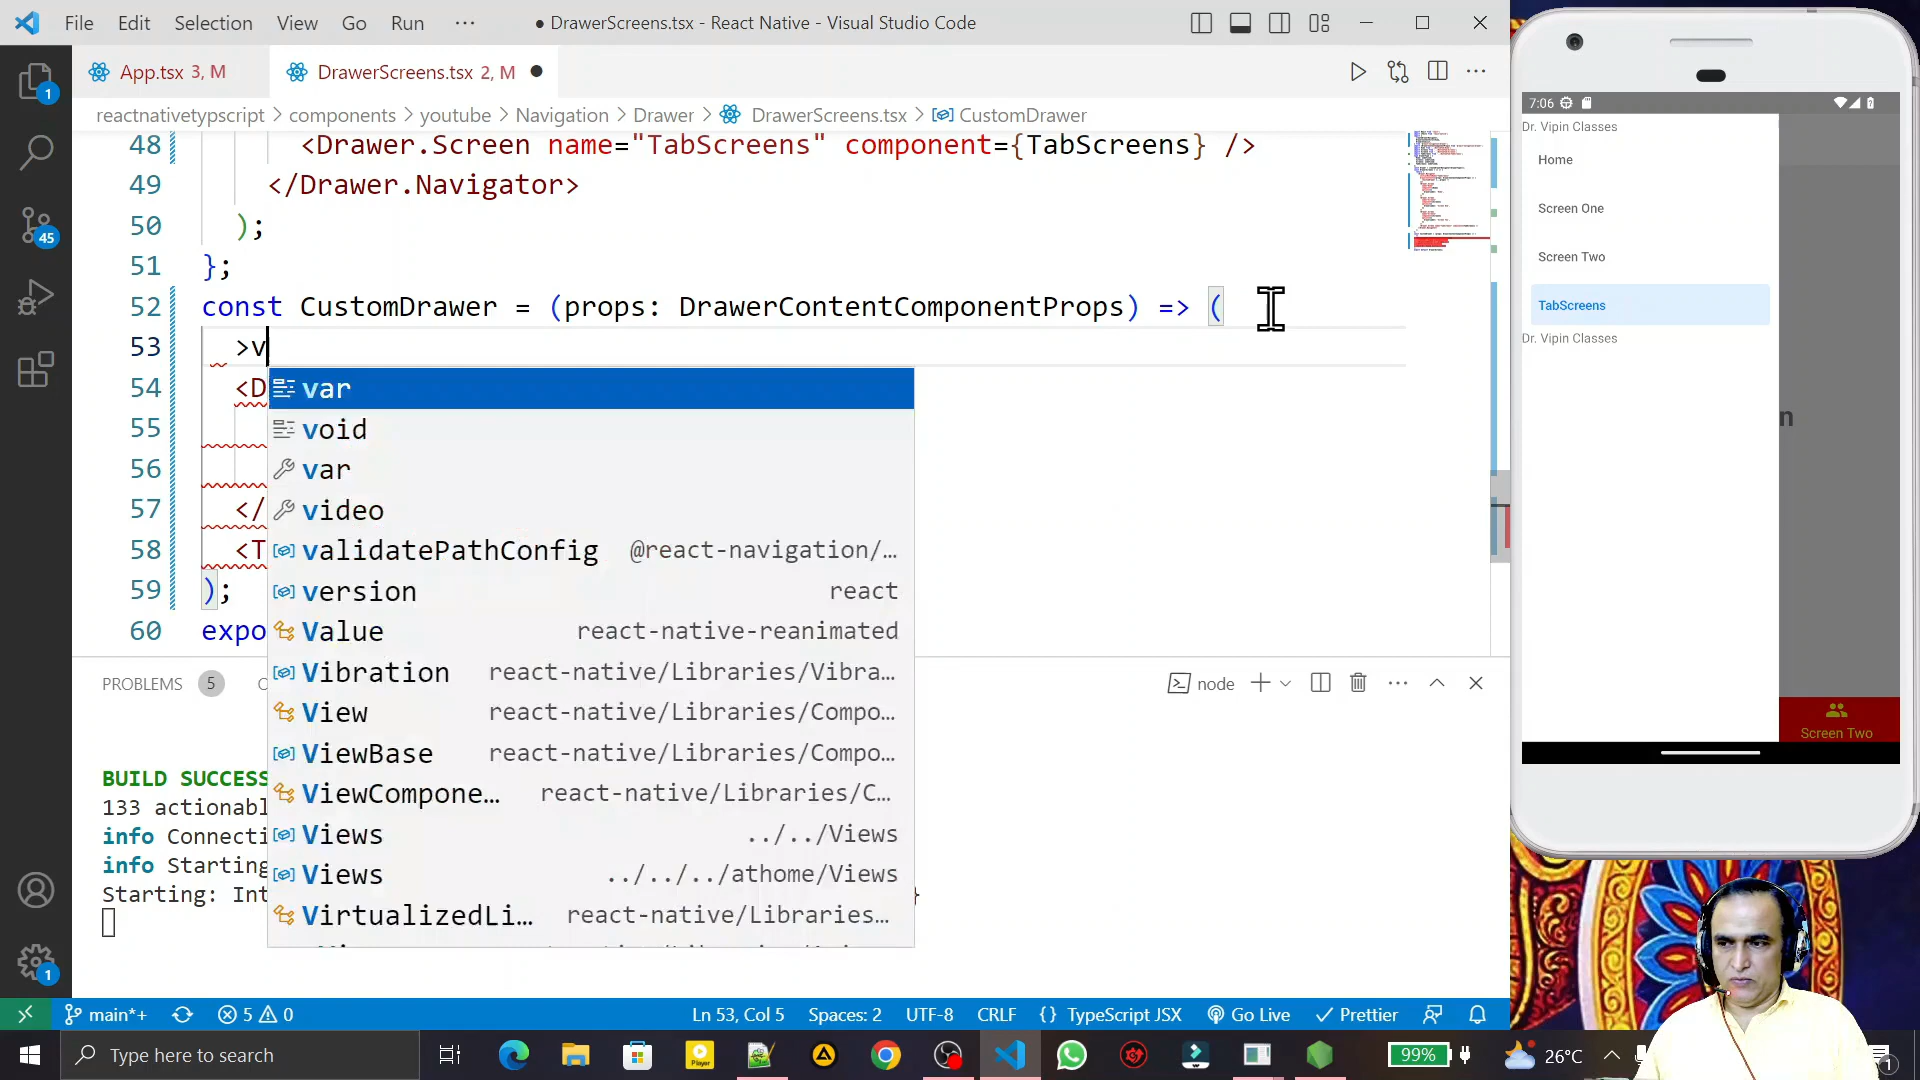 File Edit Selection View Go Run ··· ● DrawerScreens.tsx - React Native - Visual Studio Code
App.tsx 3, M DrawerScreens.tsx 2, M ●
reactnativetypscript > components > youtube > Navigation > Drawer > DrawerScreens.tsx > CustomDrawer
48 <Drawer.Screen name="TabScreens" component={TabScreens} />
49 </Drawer.Navigator>
50 );
51 };
52 const CustomDrawer = (props: DrawerContentComponentProps) => (
53 >v
54 <D
55
56
57 </
58 <T
59 );
60 expo
var
void
var
video
validatePathConfig @react-navigation/…
version react
Value react-native-reanimated
Vibration react-native/Libraries/Vibra…
View react-native/Libraries/Compo…
ViewBase react-native/Libraries/Compo…
ViewCompone… react-native/Libraries/C…
Views ../../Views
Views ../../../athome/Views
VirtualizedLi… react-native/Libraries…
PROBLEMS 5
node
BUILD SUCCESS
133 actionabl
info Connecti
info Starting
Starting: Int
main*+ 5 0 Ln 53, Col 5 Spaces: 2 UTF-8 CRLF {} TypeScript JSX Go Live Prettier
1
45
1
Type here to search
Player
99% 26°C
1
7:06
Dr. Vipin Classes
Home
Screen One
Screen Two
TabScreens
Dr. Vipin Classes
n
Screen Two